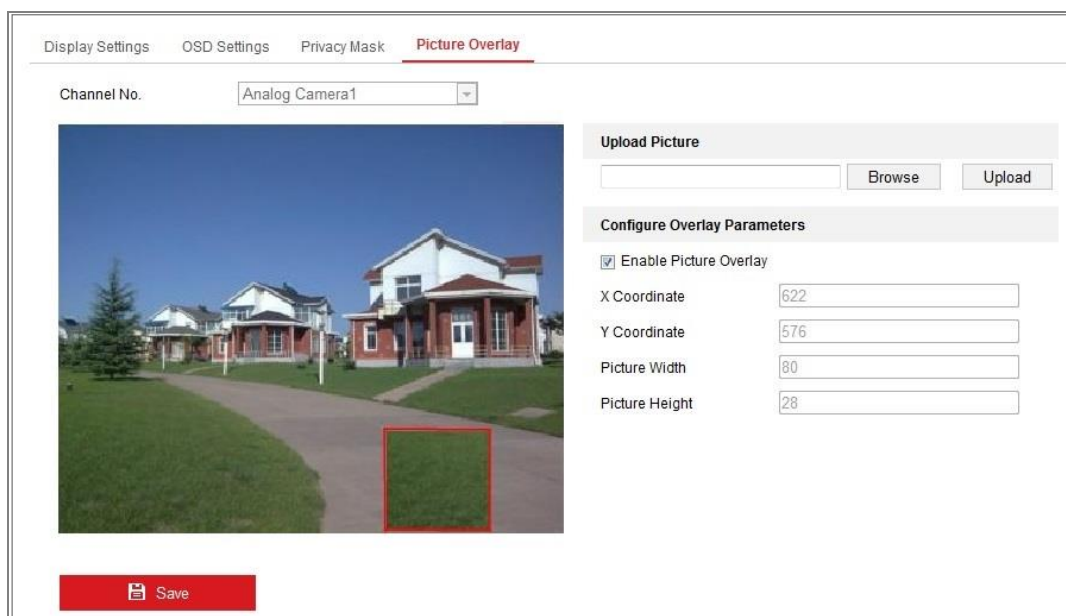 Display Settings OSD Settings Privacy Mask Picture Overlay
Channel No. Analog Camera1
Upload Picture
Browse Upload
Configure Overlay Parameters
Enable Picture Overlay
X Coordinate 622
Y Coordinate 576
Picture Width 80
Picture Height 28
Save